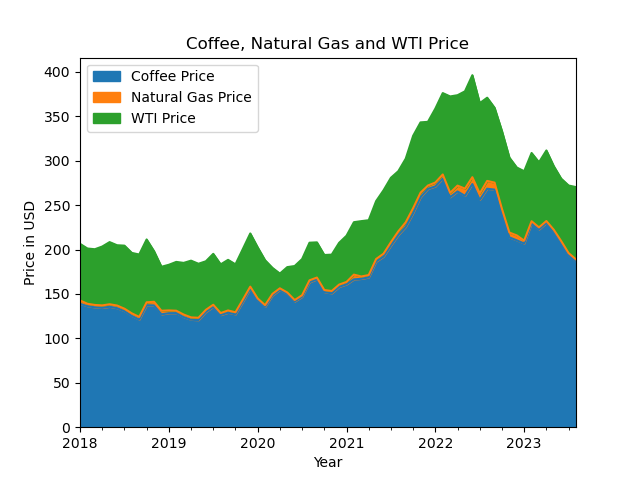 Coffee, Natural Gas and WTI Price
Coffee Price
Natural Gas Price
WTI Price
Price in USD
400
350
300
250
200
150
100
50
0
2018 2019 2020 2021 2022 2023
Year